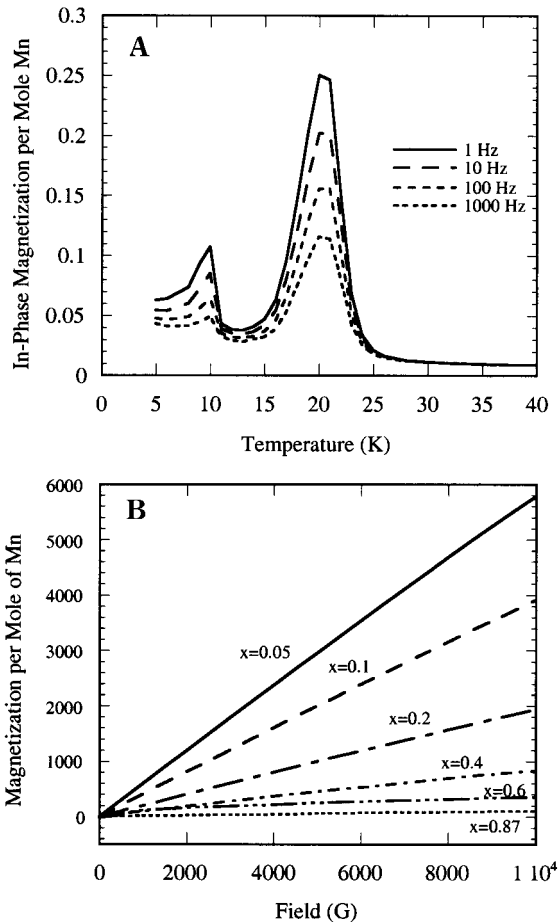 A
In-Phase Magnetization per Mole Mn
0.3
0.25
0.2
0.15
0.1
0.05
0
1 Hz
10 Hz
100 Hz
1000 Hz
0 5 10 15 20 25 30 35 40
Temperature (K)
B
Magnetization per Mole of Mn
6000
5000
4000
3000
2000
1000
0
x=0.05
x=0.1
x=0.2
x=0.4
x=0.6
x=0.87
0 2000 4000 6000 8000 1 10⁴
Field (G)